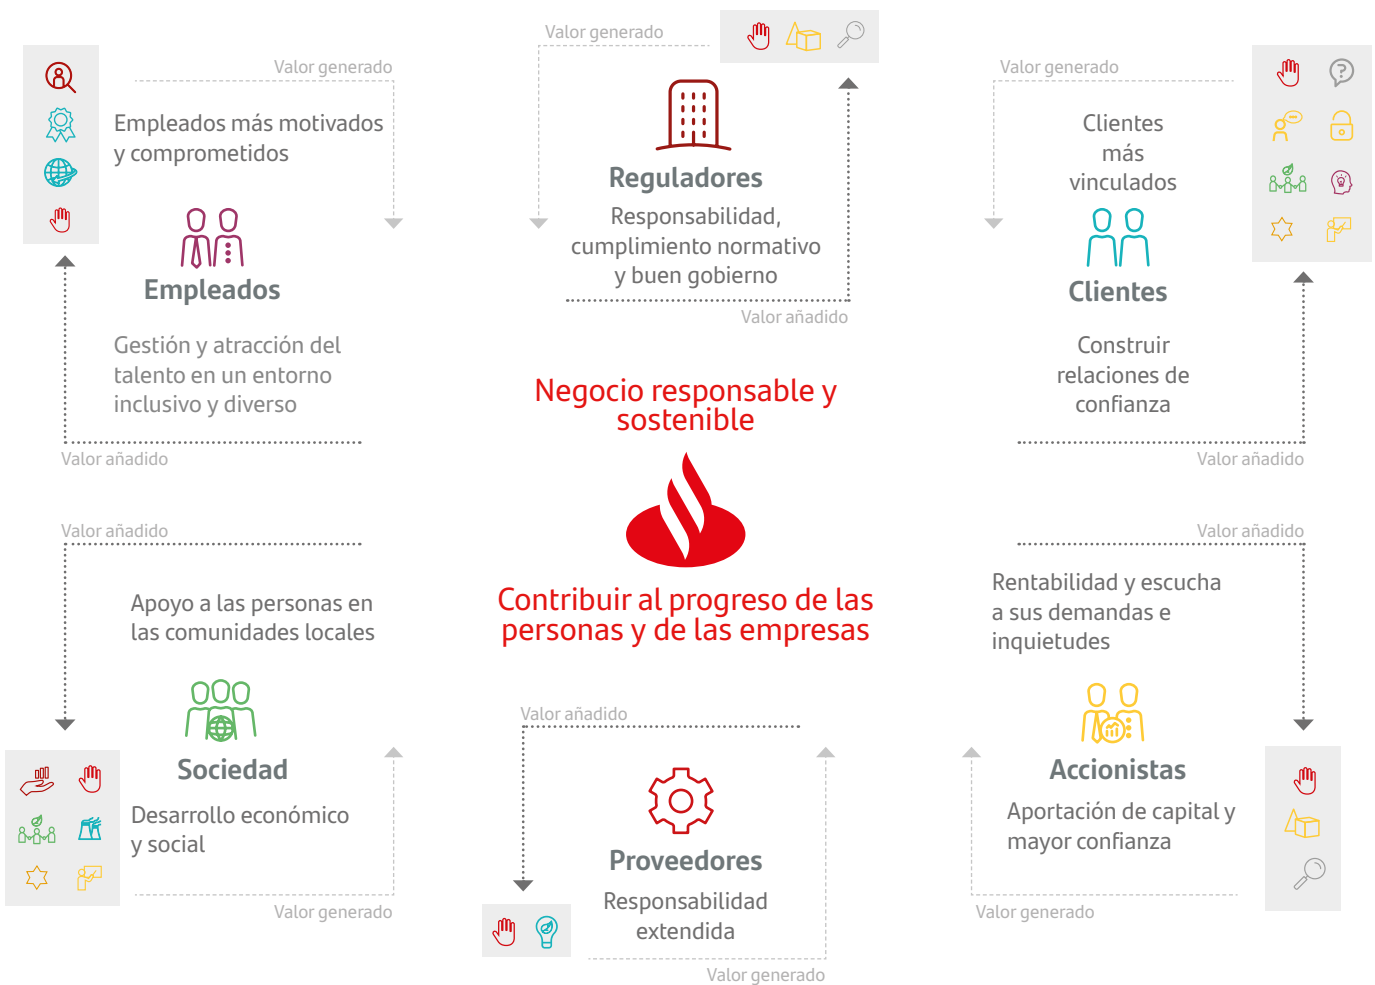 Valor generado
Empleados más motivados
y comprometidos
Empleados
Gestión y atracción del
talento en un entorno
inclusivo y diverso
Valor añadido
Valor generado
Reguladores
Responsabilidad,
cumplimiento normativo
y buen gobierno
Valor añadido
Valor generado
Clientes
más
vinculados
Clientes
Construir
relaciones de
confianza
Valor añadido
Negocio responsable y
sostenible
Contribuir al progreso de las
personas y de las empresas
Valor añadido
Apoyo a las personas en
las comunidades locales
Sociedad
Desarrollo económico
y social
Valor generado
Valor añadido
Proveedores
Responsabilidad
extendida
Valor generado
Valor añadido
Rentabilidad y escucha
a sus demandas e
inquietudes
Accionistas
Aportación de capital y
mayor confianza
Valor generado